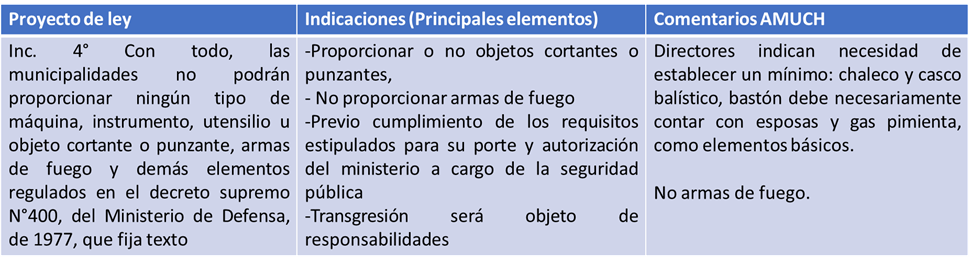 Proyecto de ley
Inc. 4° Con todo, las
municipalidades no podrán
proporcionar ningún tipo de
máquina, instrumento, utensilio u
objeto cortante o punzante, armas
de fuego y demás elementos
regulados en el decreto supremo
N°400, del Ministerio de Defensa,
de 1977, que fija texto
Indicaciones (Principales elementos)
-Proporcionar o no objetos cortantes o
punzantes,
- No proporcionar armas de fuego
-Previo cumplimiento de los requisitos
estipulados para su porte y autorización
del ministerio a cargo de la seguridad
pública
-Transgresión será objeto de
responsabilidades
Comentarios AMUCH
Directores indican necesidad de
establecer un mínimo: chaleco y casco
balístico, bastón debe necesariamente
contar con esposas y gas pimienta,
como elementos básicos.
No armas de fuego.